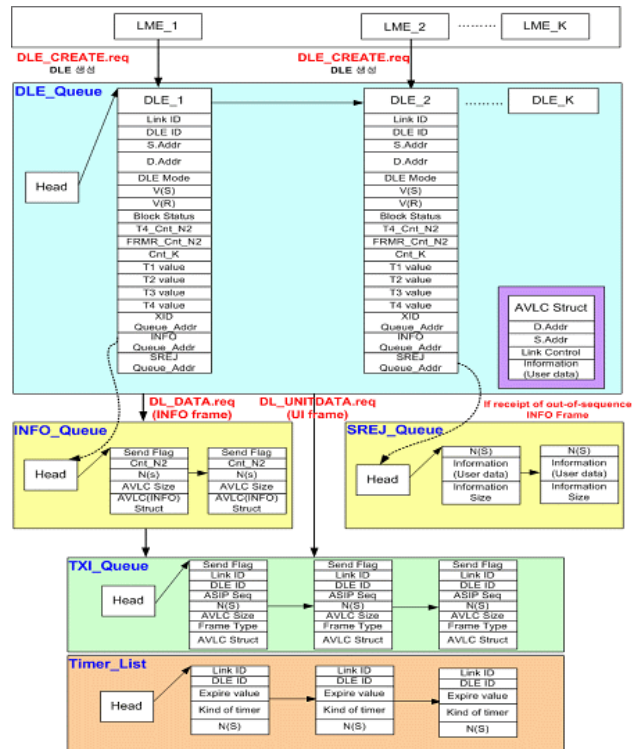 LME_1
LME_2
.........
LME_K
DLE_CREATE.req
DLE 생성
DLE_CREATE.req
DLE 생성
DLE_Queue
Head
DLE_1
Link ID
DLE ID
S.Addr
D.Addr
DLE Mode
V(S)
V(R)
Block Status
T4_Cnt_N2
FRMR_Cnt_N2
Cnt_K
T1 value
T2 value
T3 value
T4 value
XID
Queue_Addr
INFO
Queue_Addr
SREJ
Queue_Addr
DLE_2
Link ID
DLE ID
S.Addr
D.Addr
DLE Mode
V(S)
V(R)
Block Status
T4_Cnt_N2
FRMR_Cnt_N2
Cnt_K
T1 value
T2 value
T3 value
T4 value
XID
Queue_Addr
INFO
Queue_Addr
SREJ
Queue_Addr
.........
DLE_K
AVLC Struct
D.Addr
S.Addr
Link Control
Information
(User data)
DL_DATA.req
(INFO frame)
DL_UNITDATA.req
(UI frame)
If receipt of out-of-sequence
INFO Frame
INFO_Queue
Head
Send Flag
Cnt_N2
N(s)
AVLC Size
AVLC(INFO)
Struct
Send Flag
Cnt_N2
N(s)
AVLC Size
AVLC(INFO)
Struct
SREJ_Queue
Head
N(S)
Information
(User data)
Information
Size
N(S)
Information
(User data)
Information
Size
TXI_Queue
Head
Send Flag
Link ID
DLE ID
ASIP Seq
N(S)
AVLC Size
Frame Type
AVLC Struct
Send Flag
Link ID
DLE ID
ASIP Seq
N(S)
AVLC Size
Frame Type
AVLC Struct
Send Flag
Link ID
DLE ID
ASIP Seq
N(S)
AVLC Size
Frame Type
AVLC Struct
Timer_List
Head
Link ID
DLE ID
Expire value
Kind of timer
N(S)
Link ID
DLE ID
Expire value
Kind of timer
N(S)
Link ID
DLE ID
Expire value
Kind of timer
N(S)